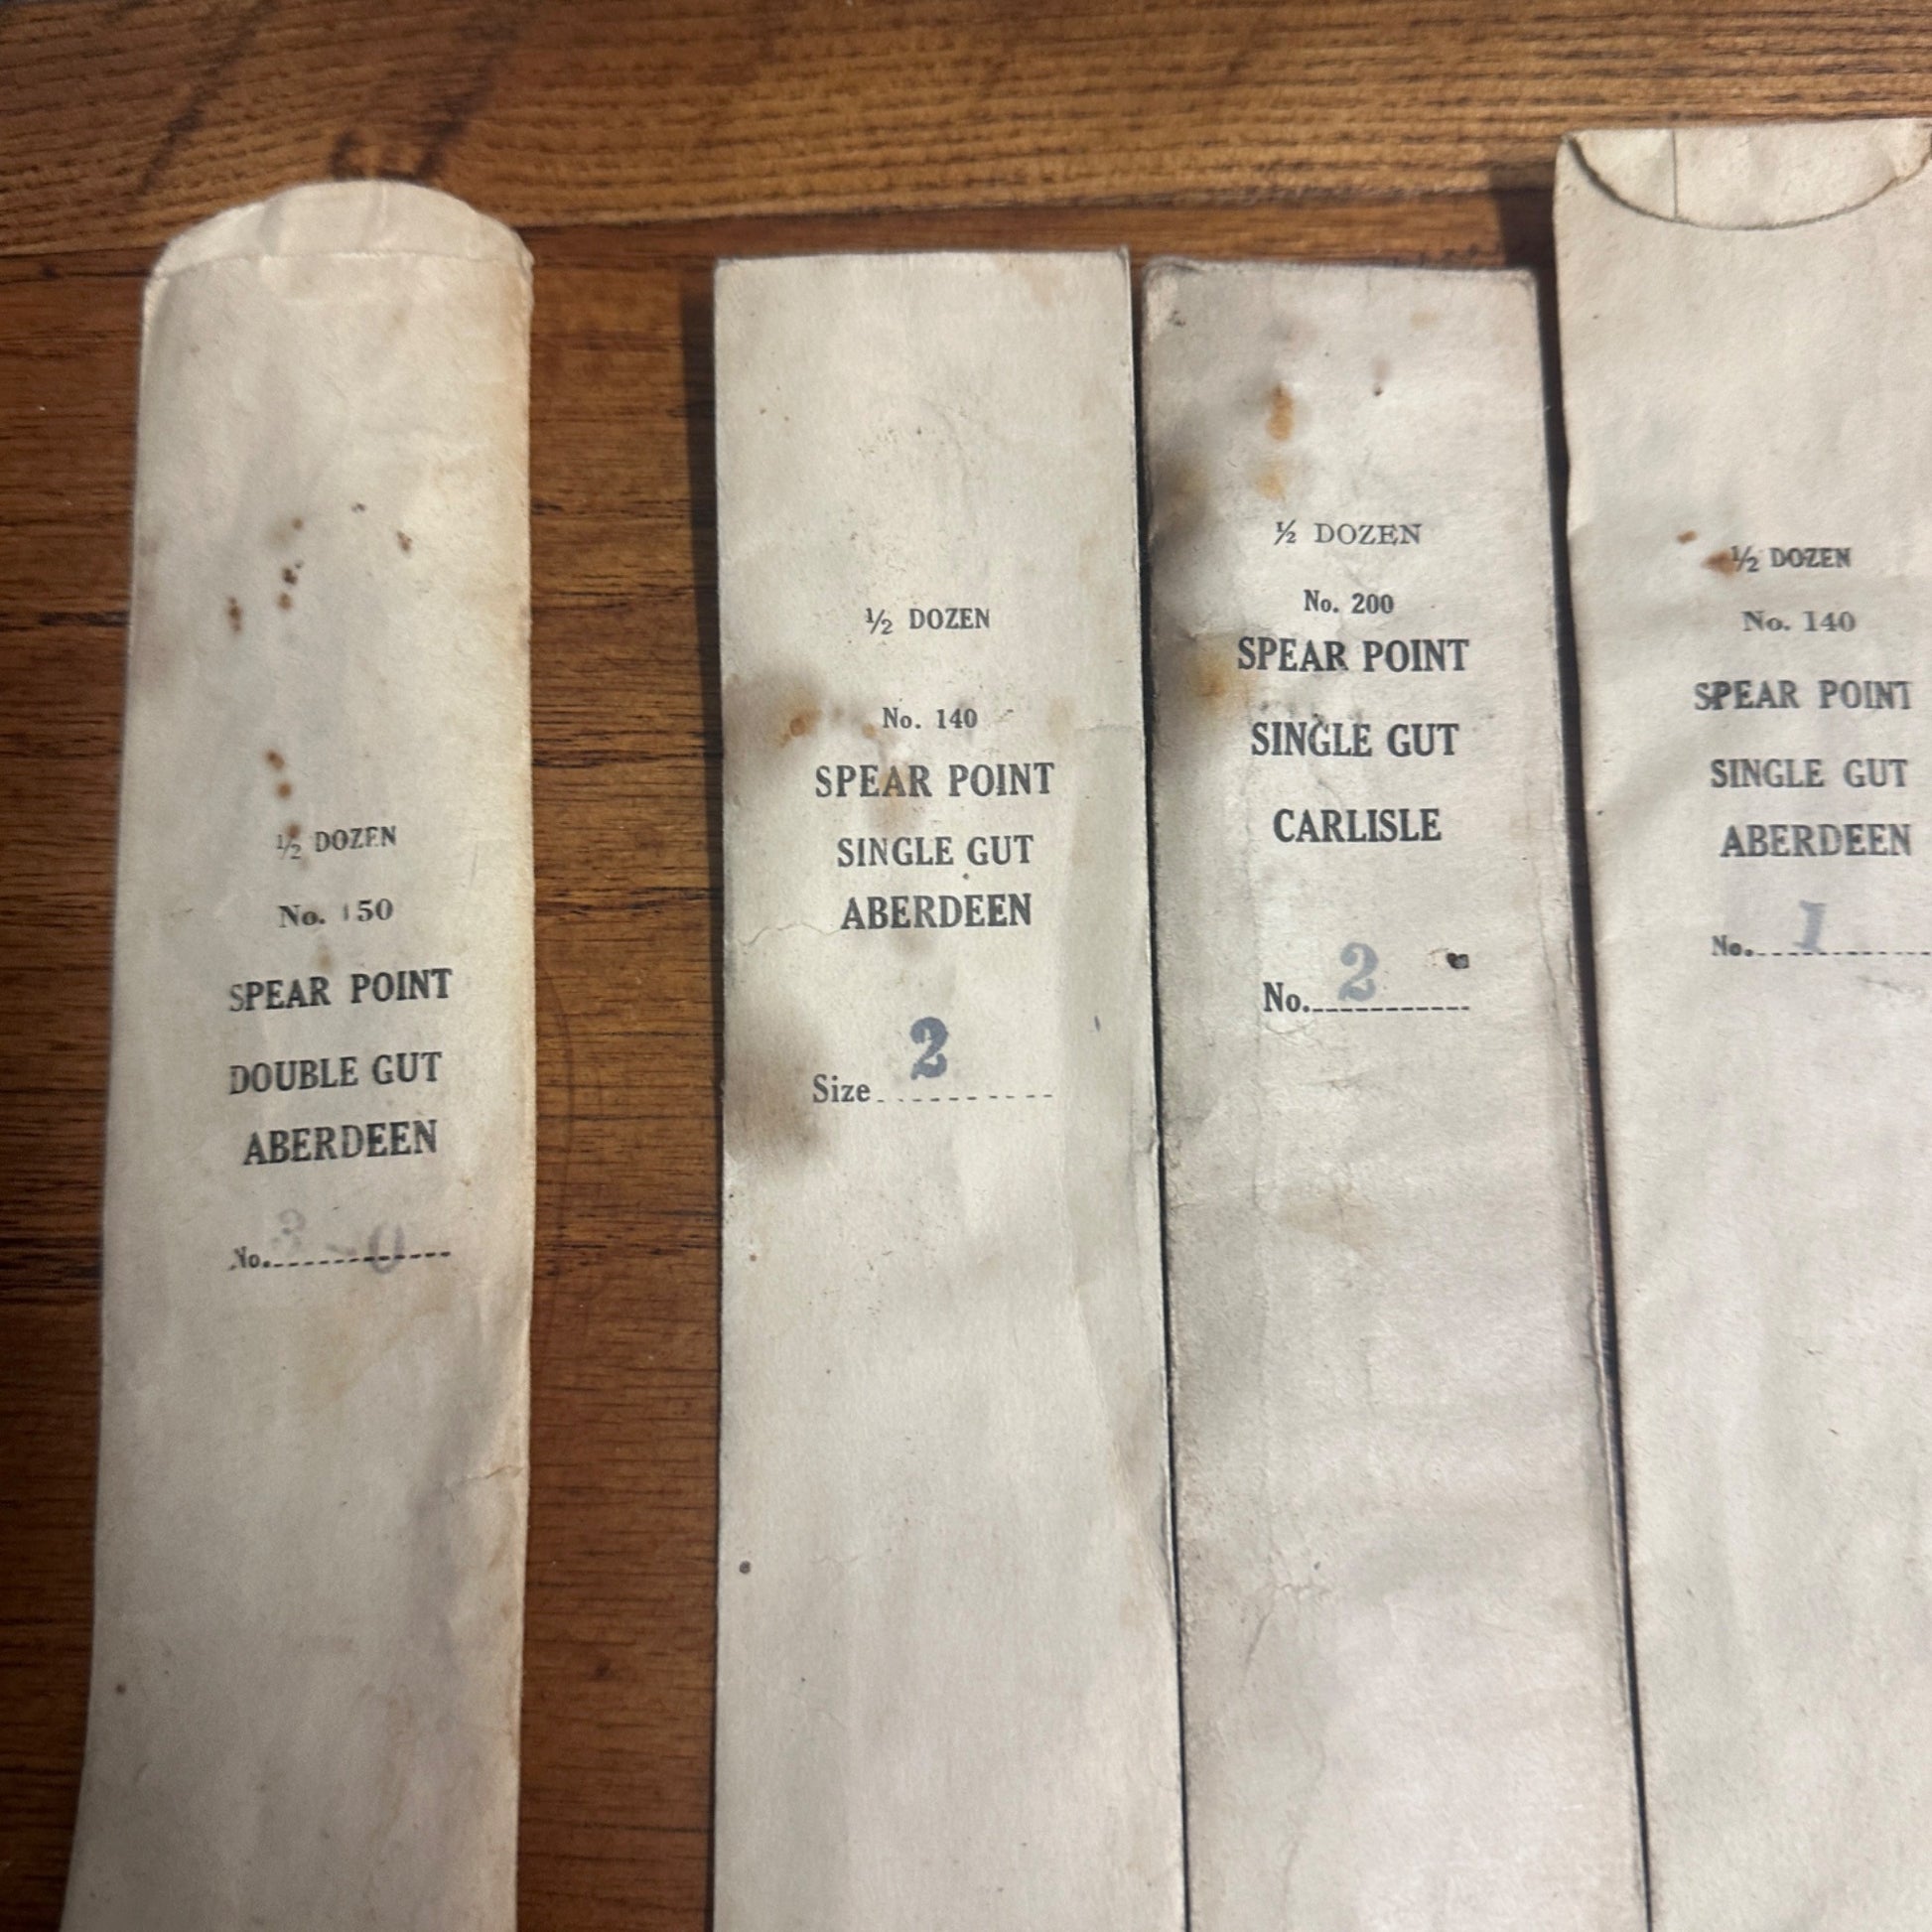 ½ DOZEN
No. 150
SPEAR POINT
DOUBLE GUT
ABERDEEN
No.
½ DOZEN
No. 140
SPEAR POINT
SINGLE GUT
ABERDEEN
Size 2
½ DOZEN
No. 200
SPEAR POINT
SINGLE GUT
CARLISLE
No. 2
½ DOZEN
No. 140
SPEAR POINT
SINGLE GUT
ABERDEEN
No. 1